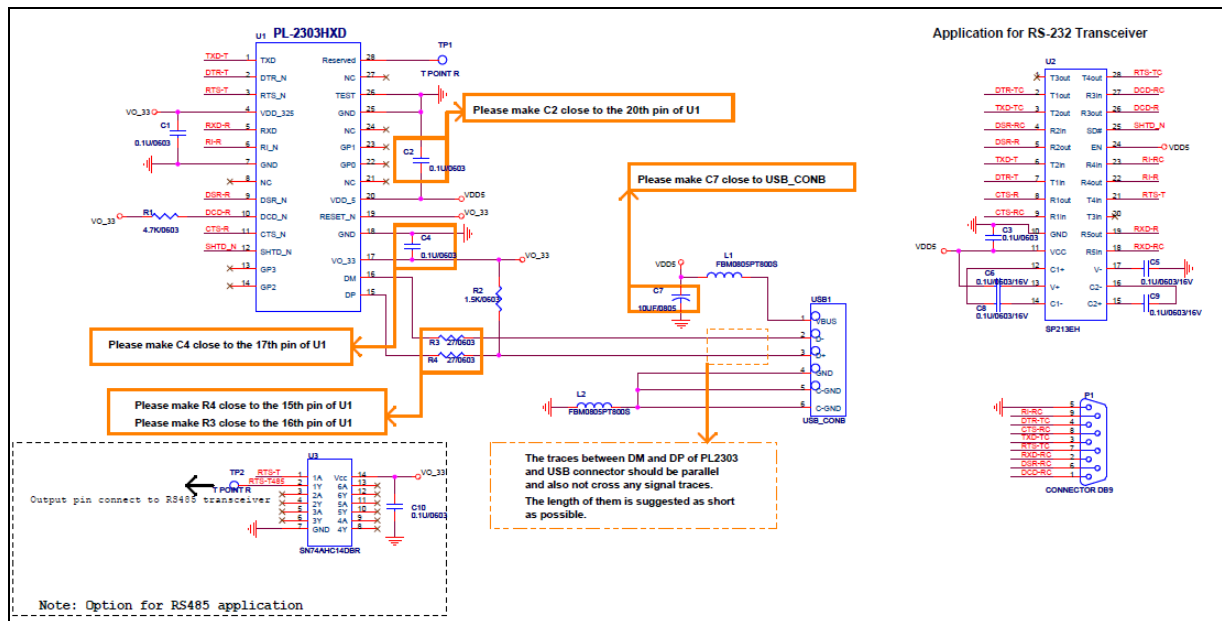 PL-2303HXD
U1
TXD-T 1 TXD Reserved 28
DTR-T 2 DTR_N NC 27
RTS-T 3 RTS_N TEST 26
VO_33 4 VDD_325 GND 25
RXD-R 5 RXD NC 24
RI-R 6 RI_N GP1 23
7 GND GP0 22
8 NC NC 21
DSR-R 9 DSR_N VDD_5 20 VDD5
DCD-R 10 DCD_N RESET_N 19 VO_33
CTS-R 11 CTS_N GND 18
SHTD_N 12 SHTD_N VO_33 17 VO_33
13 GP3 DM 16
14 GP2 DP 15
TP1
T POINT R
C1
0.1U/0603
VO_33
R1
4.7K/0603
C2
0.1U/0603
C4
0.1U/0603
R2
1.5K/0603
R3 27/0603
R4 27/0603
Please make C2 close to the 20th pin of U1
Please make C7 close to USB_CONB
Please make C4 close to the 17th pin of U1
Please make R4 close to the 15th pin of U1
Please make R3 close to the 16th pin of U1
VDD5
L1
FBM0805PT800S
C7
10UF/0805
USB1
1 VBUS
2 D-
3 D+
4 GND
5 C-GND
6 C-GND
USB_CONB
L2
FBM0805PT800S
The traces between DM and DP of PL2303
and USB connector should be parallel
and also not cross any signal traces.
The length of them is suggested as short
as possible.
Application for RS-232 Transceiver
U2
1 T3out T4out 28 RTS-TC
DTR-TC 2 T1out R3in 27 DCD-RC
TXD-TC 3 T2out R3out 26 DCD-R
DSR-RC 4 R2in SD# 25 SHTD_N
DSR-R 5 R2out EN 24 VDD5
TXD-T 6 T2in R4in 23 RI-RC
DTR-T 7 T1in R4out 22 RI-R
CTS-R 8 R1out T4in 21 RTS-T
CTS-RC 9 R1in T3in 20
10 GND R5out 19 RXD-R
VDD5 11 VCC R5in 18 RXD-RC
12 C1+ V- 17
13 V+ C2- 16
14 C1- C2+ 15
SP213EH
C3
0.1U/0603
C6
0.1U/0603/16V
C8
0.1U/0603/16V
C5
0.1U/0603/16V
C9
0.1U/0603/16V
P1
5
RI-RC 9
DTR-TC 4
CTS-RC 8
TXD-TC 3
RTS-TC 7
RXD-RC 2
DSR-RC 6
DCD-RC 1
CONNECTOR DB9
U3
TP2
T POINT R
RTS-T 1 1A Vcc 14 VO_33
RTS-T485 2 1Y 6A 13
3 2A 6Y 12
4 2Y 5A 11
5 3A 5Y 10
6 3Y 4A 9
7 GND 4Y 8
SN74AHC14DBR
C10
0.1U/0603
Output pin connect to RS485 transceiver
Note: Option for RS485 application